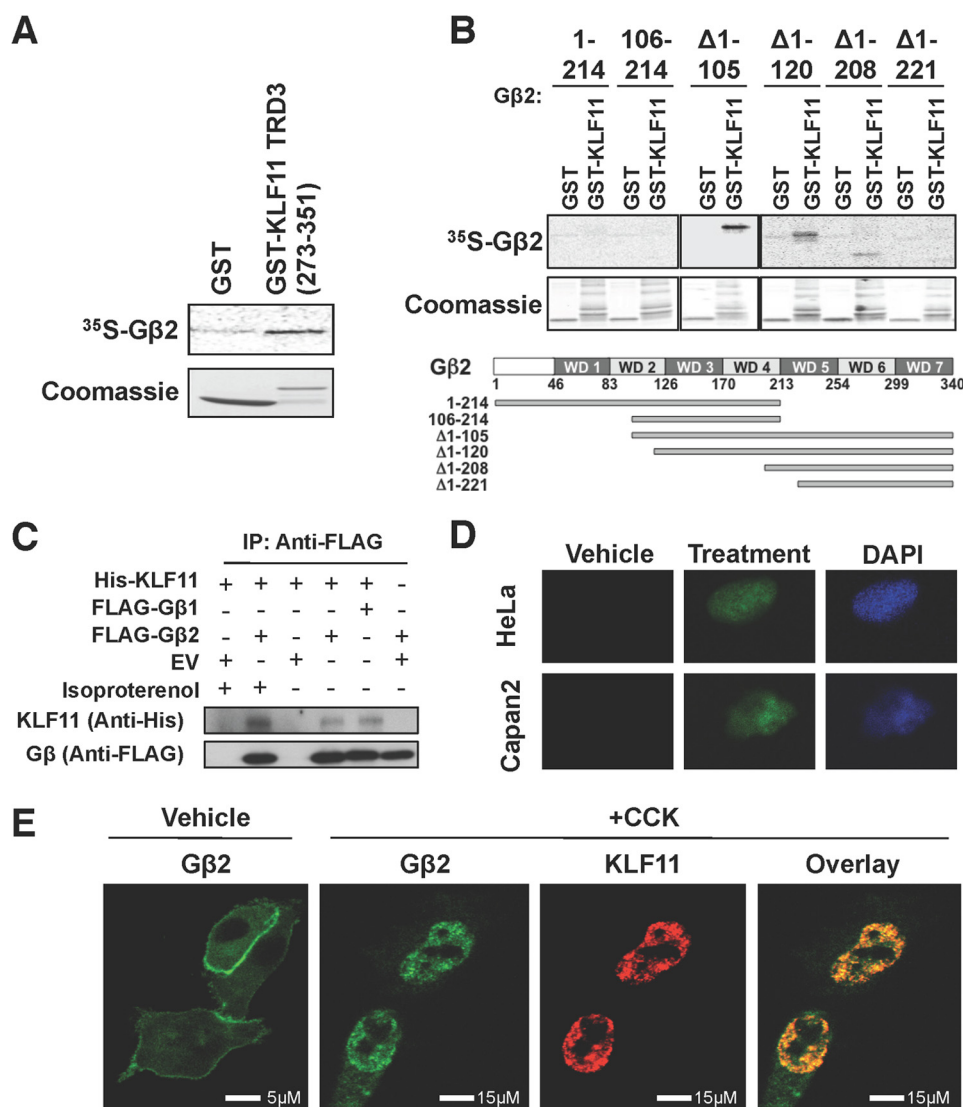 A
GST
GST-KLF11 TRD3
(273-351)
³⁵S-Gβ2
Coomassie
B
1-214 106-214 Δ1-105 Δ1-120 Δ1-208 Δ1-221
Gβ2:
GST GST-KLF11 GST GST-KLF11 GST GST-KLF11 GST GST-KLF11 GST GST-KLF11 GST GST-KLF11
³⁵S-Gβ2
Coomassie
Gβ2 WD 1 WD 2 WD 3 WD 4 WD 5 WD 6 WD 7
1 46 83 126 170 213 254 299 340
1-214
106-214
Δ1-105
Δ1-120
Δ1-208
Δ1-221
C
IP: Anti-FLAG
His-KLF11 + + + + + -
FLAG-Gβ1 - - - - + -
FLAG-Gβ2 - + - + - +
EV + - + - - +
Isoproterenol + + - - - -
KLF11 (Anti-His)
Gβ (Anti-FLAG)
D
Vehicle Treatment DAPI
HeLa
Capan2
E
Vehicle +CCK
Gβ2 Gβ2 KLF11 Overlay
5μM 15μM 15μM 15μM